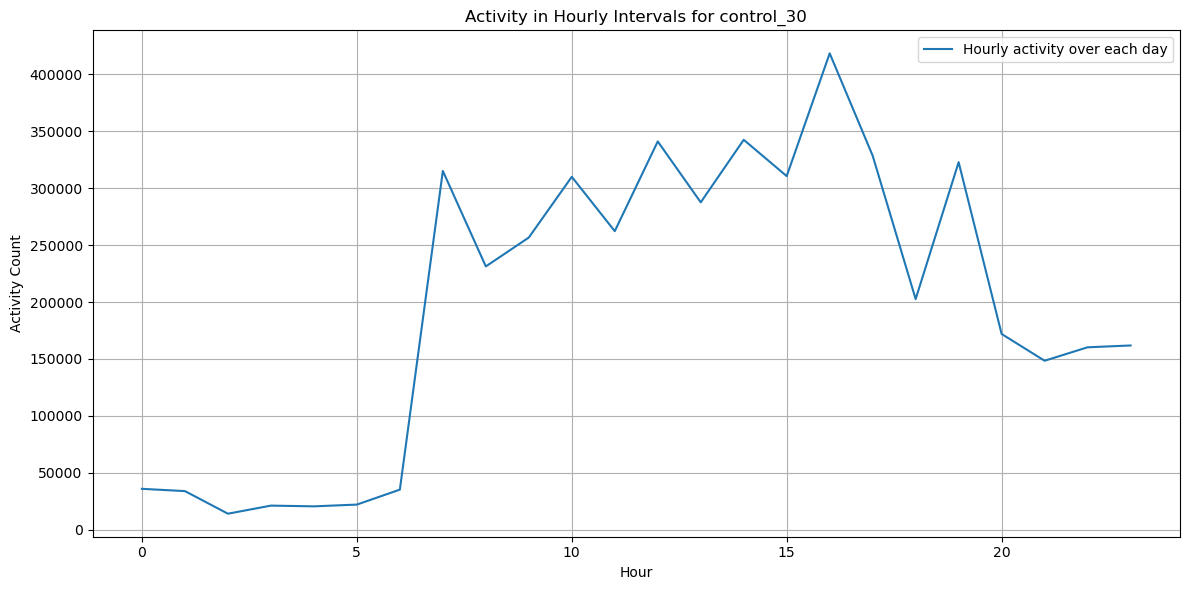 Activity in Hourly Intervals for control_30
Hourly activity over each day
Activity Count
400000
350000
300000
250000
200000
150000
100000
50000
0
0 5 10 15 20
Hour